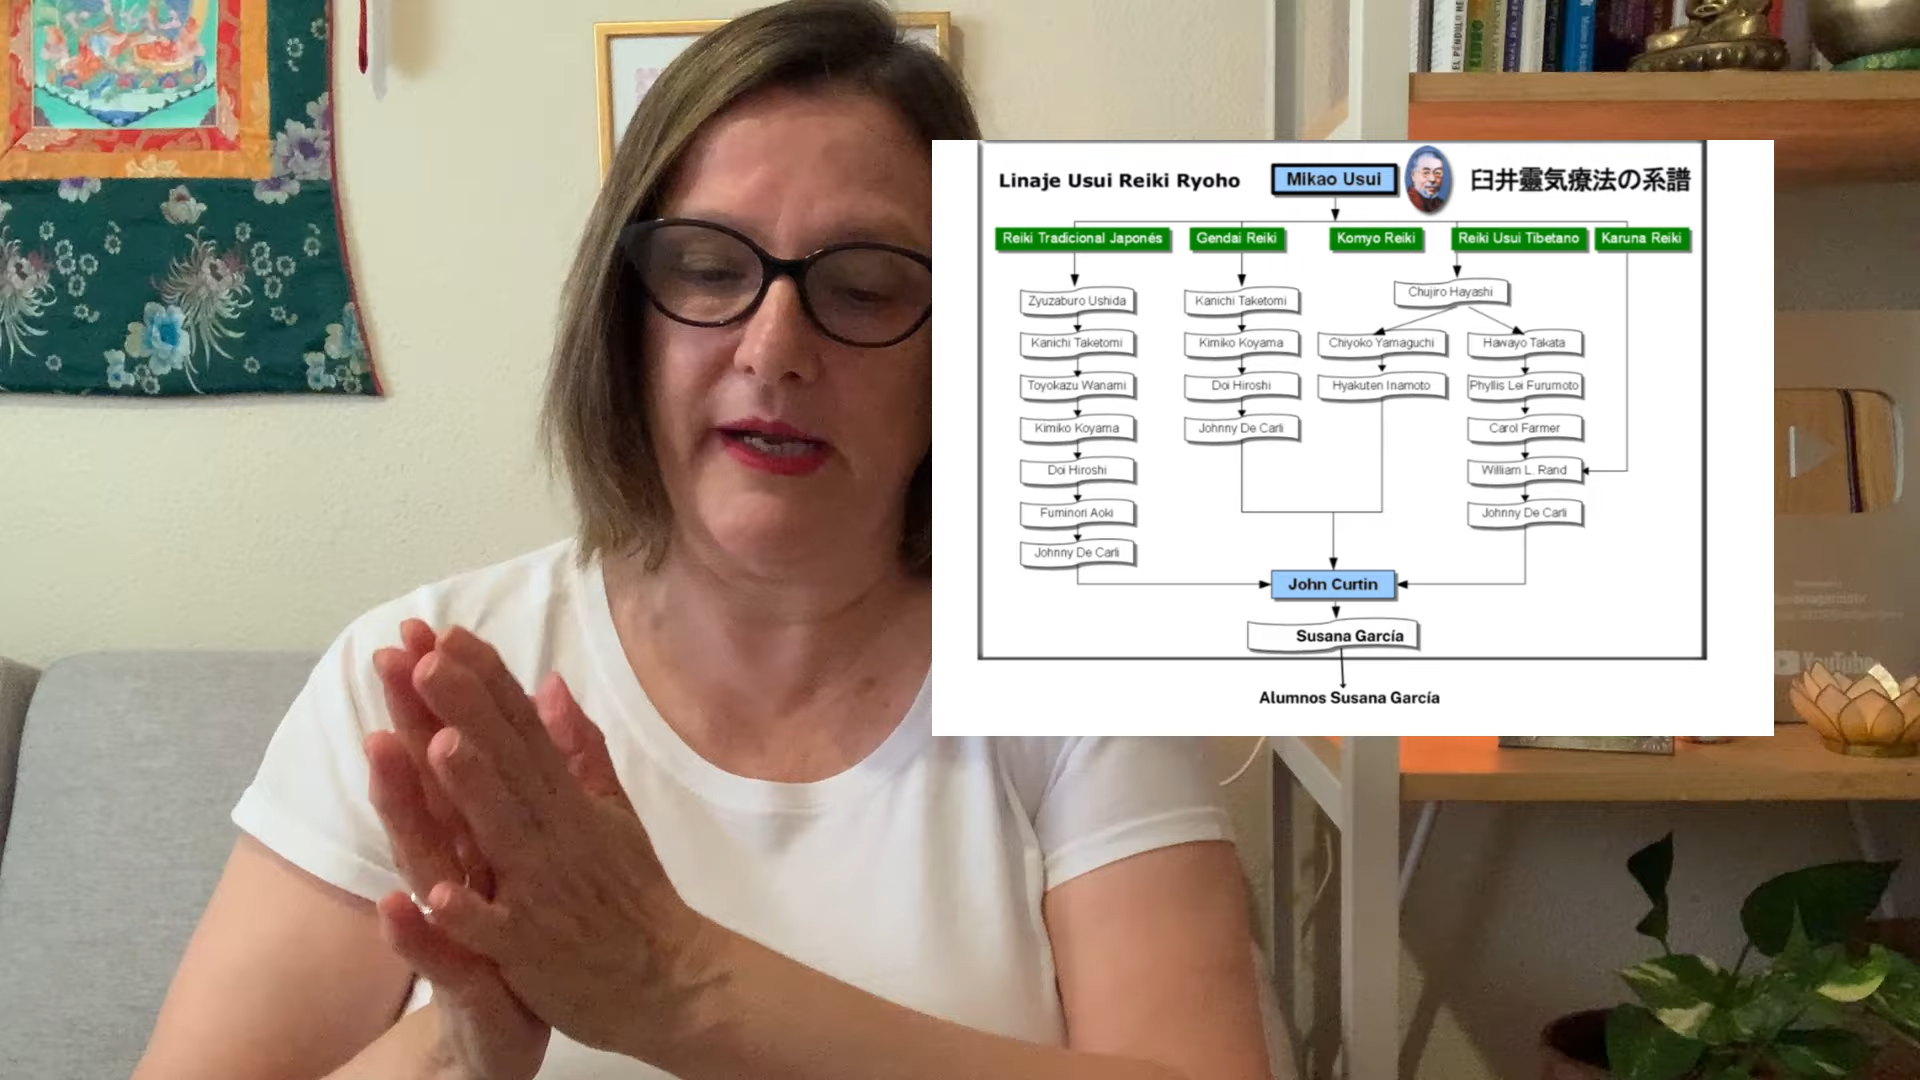 EL PÉNDULO HE
Linaje Usui Reiki Ryoho
Mikao Usui
臼井靈気療法の系譜
Reiki Tradicional Japonés
Gendai Reiki
Komyo Reiki
Reiki Usui Tibetano
Karuna Reiki
Zyuzaburo Ushida
Kanichi Taketomi
Toyokazu Wanami
Kimiko Koyama
Doi Hiroshi
Fuminori Aoki
Johnny De Carli
Kanichi Taketomi
Kimiko Koyama
Doi Hiroshi
Johnny De Carli
Chujiro Hayashi
Chiyoko Yamaguchi
Hyakuten Inamoto
Hawayo Takata
Phyllis Lei Furumoto
Carol Farmer
William L. Rand
Johnny De Carli
John Curtin
Susana García
Alumnos Susana García
YouTube